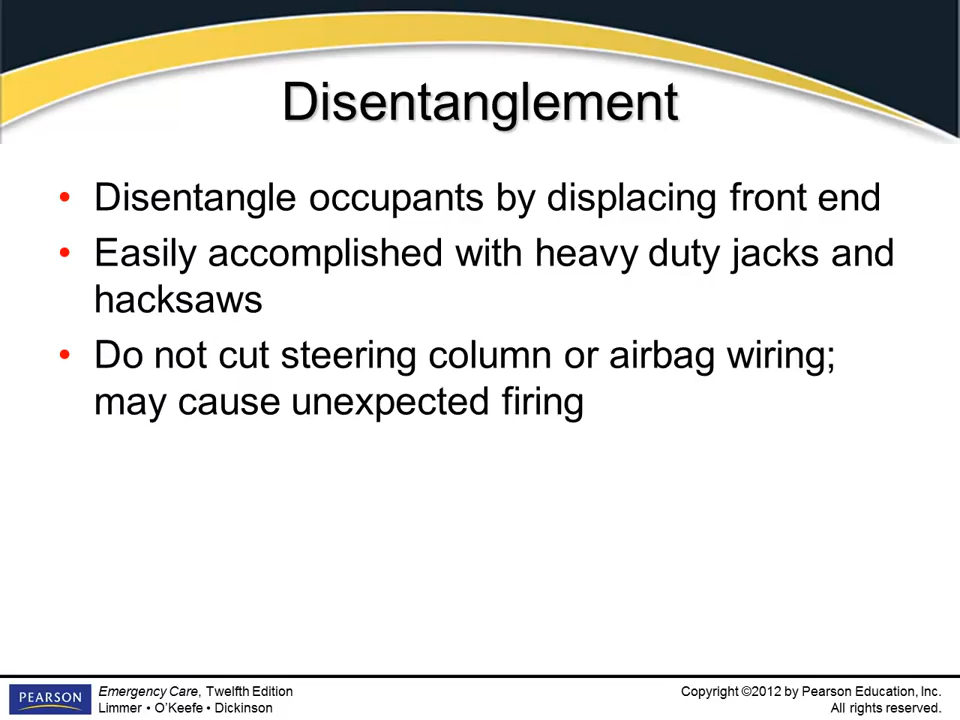 Disentanglement
• Disentangle occupants by displacing front end
• Easily accomplished with heavy duty jacks and
hacksaws
• Do not cut steering column or airbag wiring;
may cause unexpected firing
PEARSON
Emergency Care, Twelfth Edition
Limmer • O’Keefe • Dickinson
Copyright ©2012 by Pearson Education, Inc.
All rights reserved.